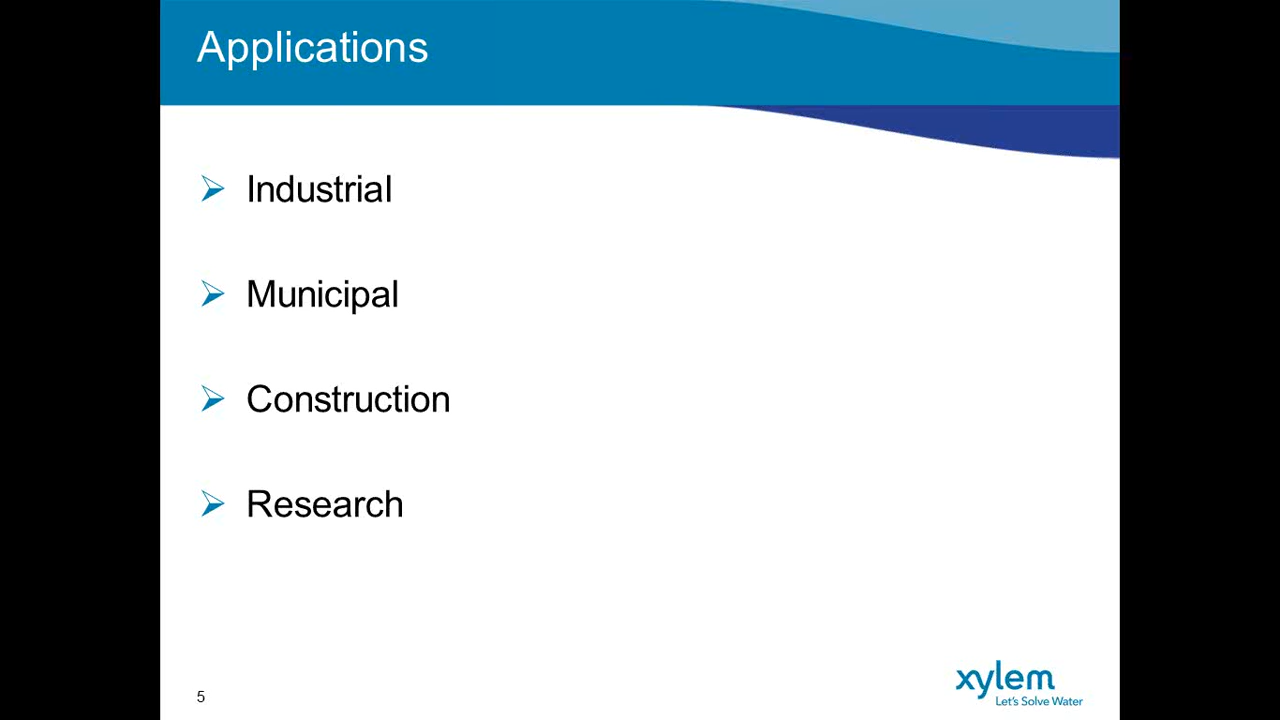 Applications
Industrial
Municipal
Construction
Research
5
xylem
Let's Solve Water